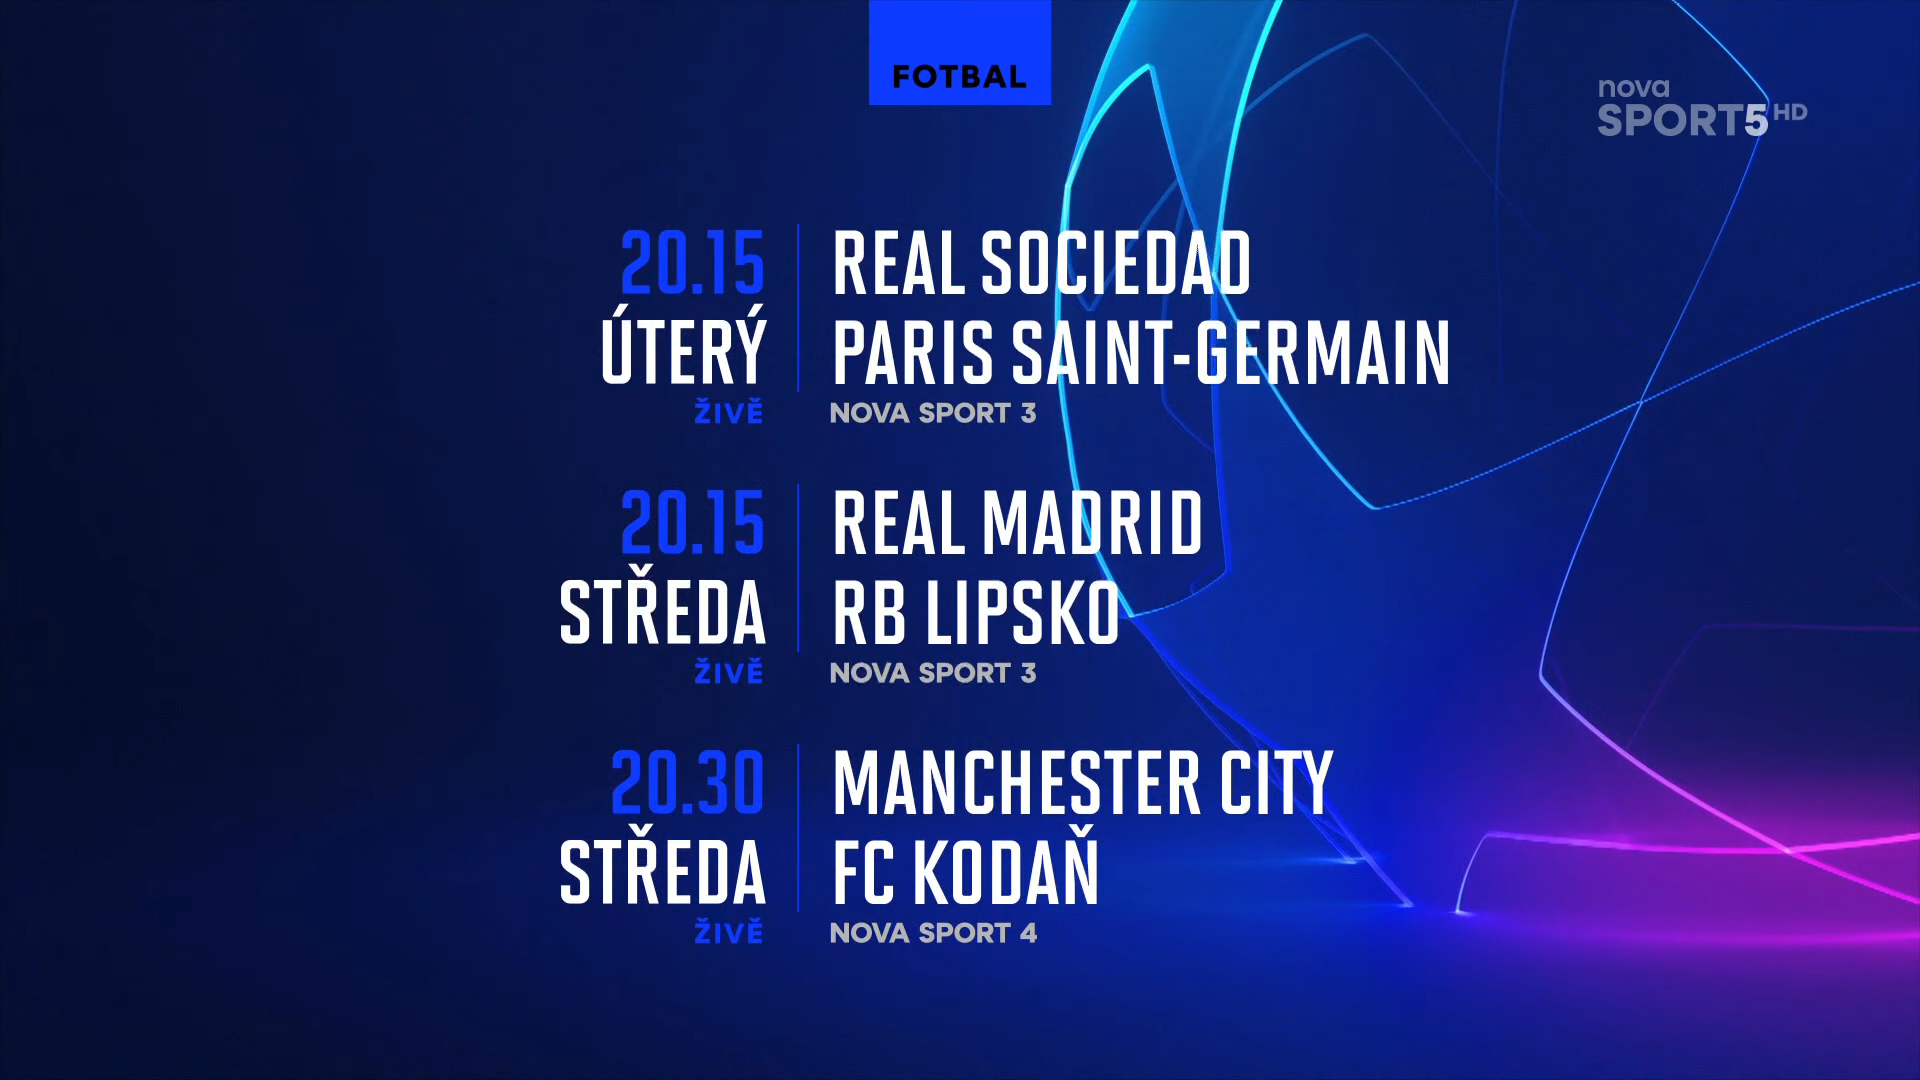 FOTBAL
nova
SPORT5 HD
20.15
REAL SOCIEDAD
ÚTERÝ
PARIS SAINT-GERMAIN
ŽIVĚ
NOVA SPORT 3
20.15
REAL MADRID
STŘEDA
RB LIPSKO
ŽIVĚ
NOVA SPORT 3
20.30
MANCHESTER CITY
STŘEDA
FC KODAŇ
ŽIVĚ
NOVA SPORT 4